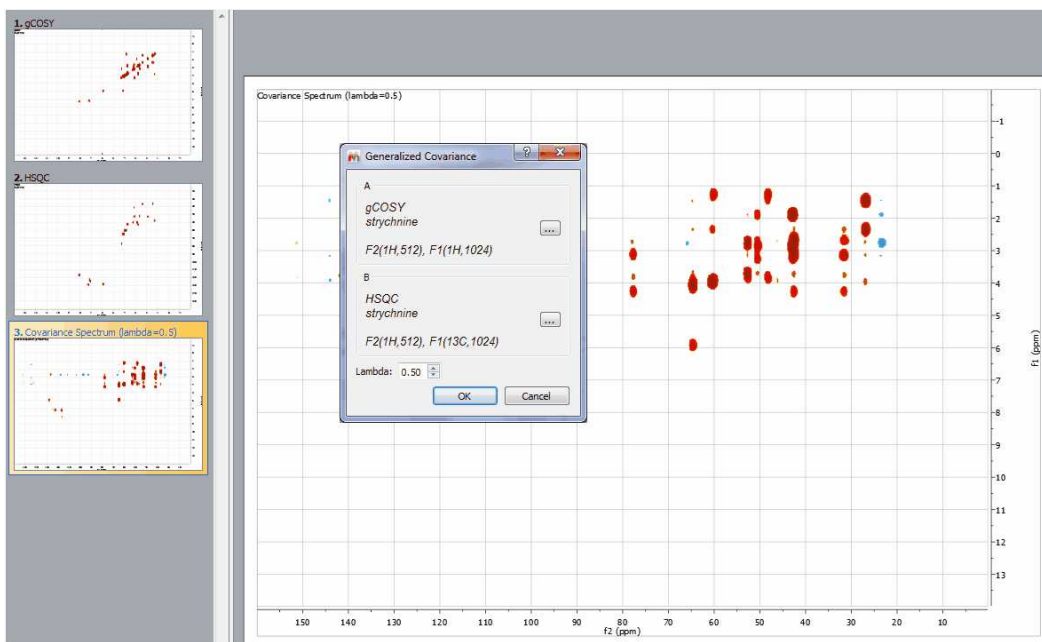 1. gCOSY
2. HSQC
3. Covariance Spectrum (lambda=0.5)
Covariance Spectrum (lambda=0.5)
Generalized Covariance
?
A
gCOSY
strychnine
...
F2(1H,512), F1(1H,1024)
B
HSQC
strychnine
...
F2(1H,512), F1(13C,1024)
Lambda: 0.50
OK Cancel
-1
0
1
2
3
4
5
6
7
8
9
10
11
12
13
f1 (ppm)
150 140 130 120 110 100 90 80 70 60 50 40 30 20 10
f2 (ppm)